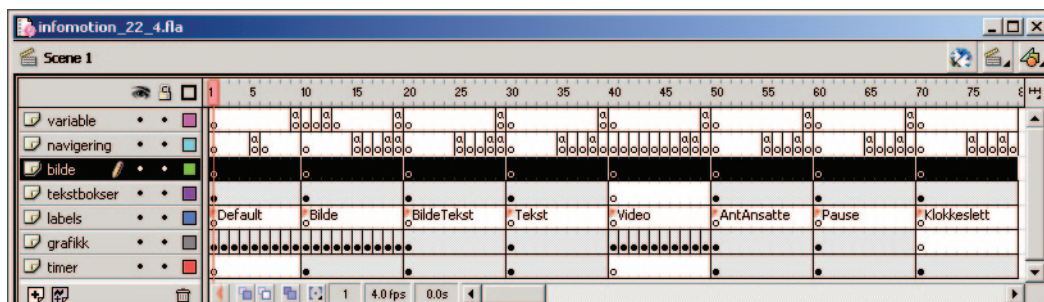 infomotion_22_4.fla
Scene 1
1 5 10 15 20 25 30 35 40 45 50 55 60 65 70 75 8
variable
navigering
bilde
tekstbokser
labels Default Bilde BildeTekst Tekst Video AntAnsatte Pause Klokkeslett
grafikk
timer
1 4.0 fps 0.0s